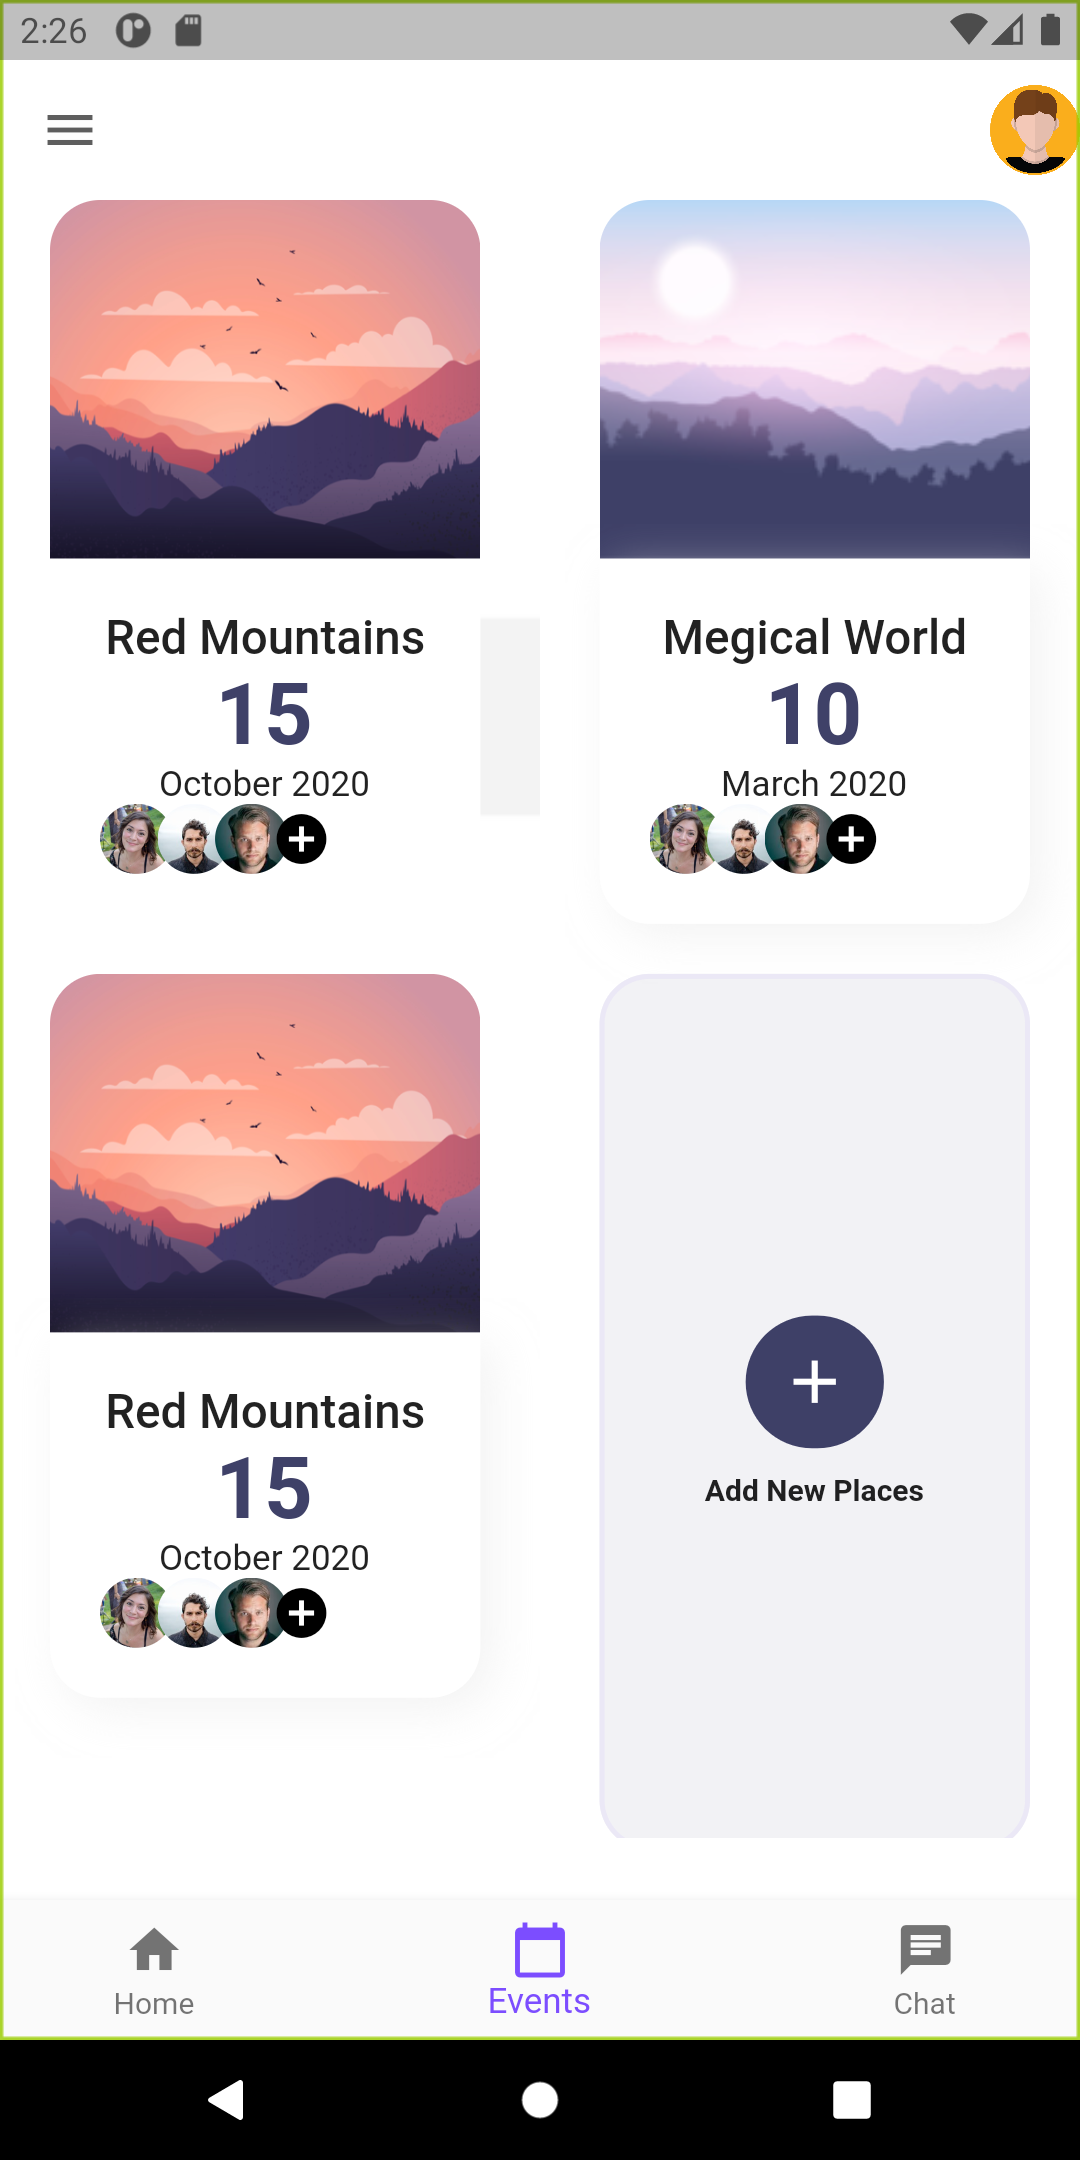 2:26
Red Mountains
15
October 2020
Megical World
10
March 2020
Red Mountains
15
October 2020
Add New Places
Home
Events
Chat